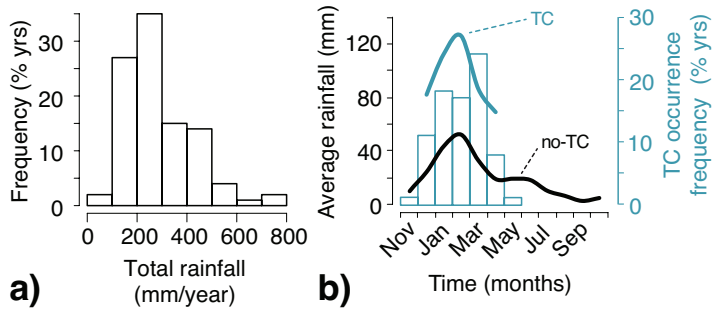 Frequency (% yrs)
0 10 20 30
0 200 400 600 800
Total rainfall
(mm/year)
a)
Average rainfall (mm)
0 40 80 120
TC
no-TC
0 10 20 30
TC occurrence
frequency (% yrs)
Nov Jan Mar May Jul Sep
Time (months)
b)